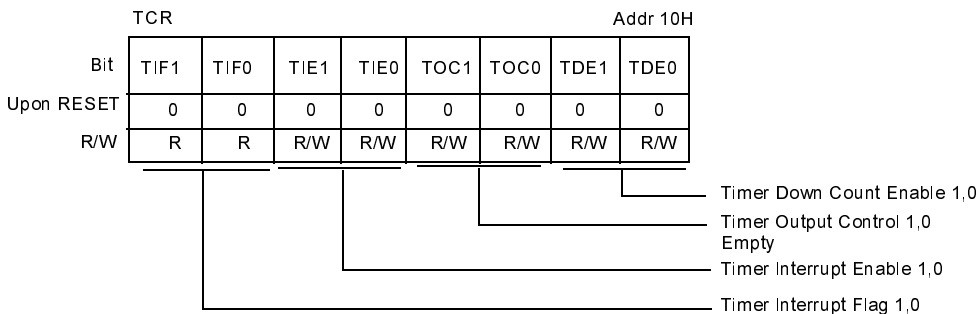 TCR Addr 10H
Bit TIF1 TIF0 TIE1 TIE0 TOC1 TOC0 TDE1 TDE0
Upon RESET 0 0 0 0 0 0 0 0
R/W R R R/W R/W R/W R/W R/W R/W
Timer Down Count Enable 1,0
Timer Output Control 1,0
Empty
Timer Interrupt Enable 1,0
Timer Interrupt Flag 1,0